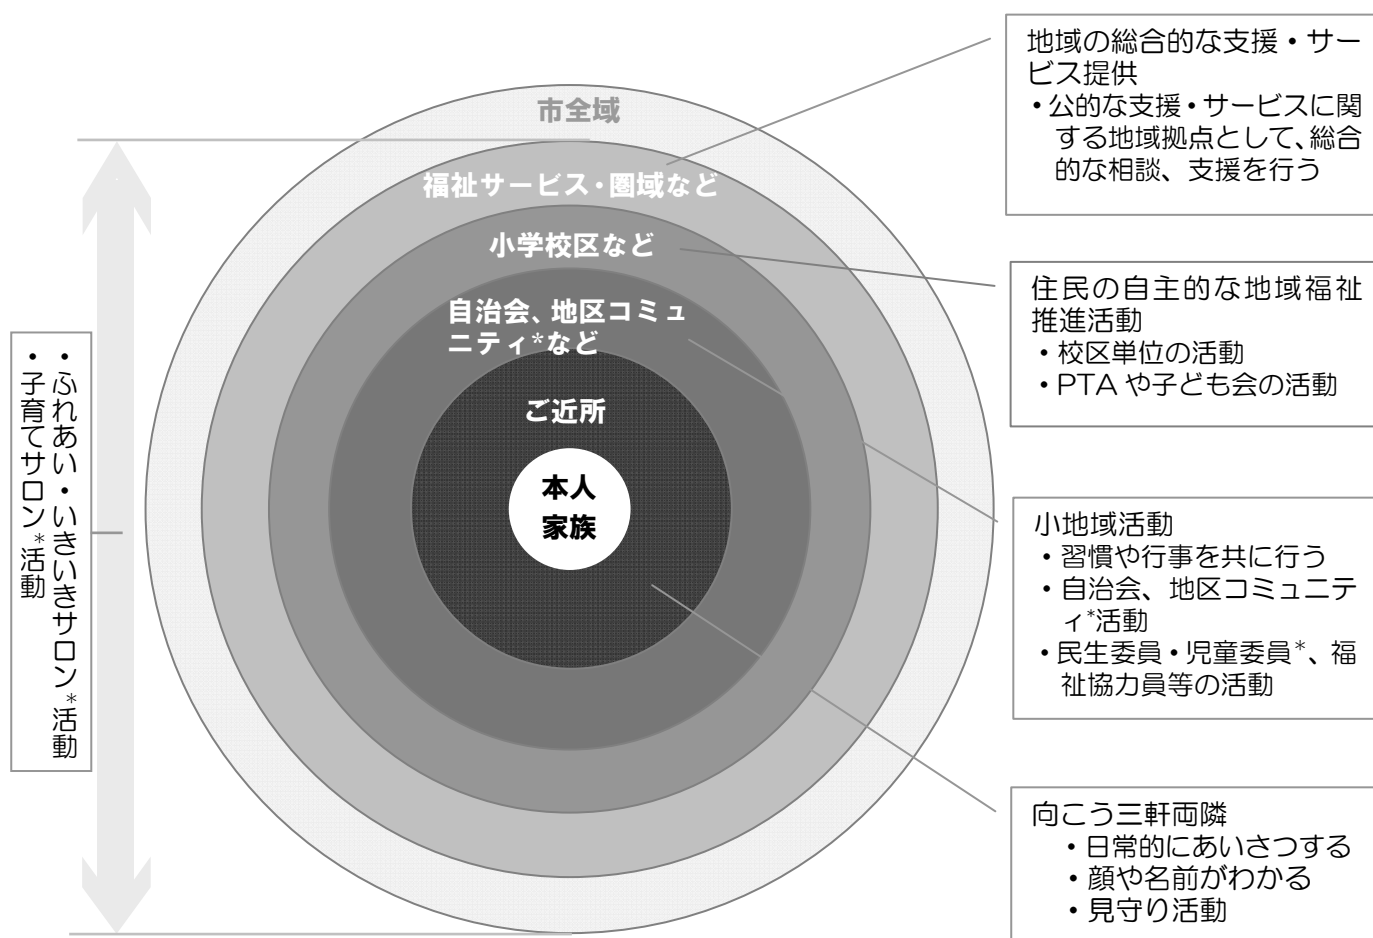 市全域
福祉サービス・圏域など
小学校区など
自治会、地区コミュ
ニティ*など
ご近所
本人
家族
・ふれあい・いきいきサロン*活動
・子育てサロン*活動
地域の総合的な支援・サー
ビス提供
・公的な支援・サービスに関
する地域拠点として、総合
的な相談、支援を行う
住民の自主的な地域福祉
推進活動
・校区単位の活動
・PTA や子ども会の活動
小地域活動
・習慣や行事を共に行う
・自治会、地区コミュニテ
ィ*活動
・民生委員・児童委員*、福
祉協力員等の活動
向こう三軒両隣
・日常的にあいさつする
・顔や名前がわかる
・見守り活動